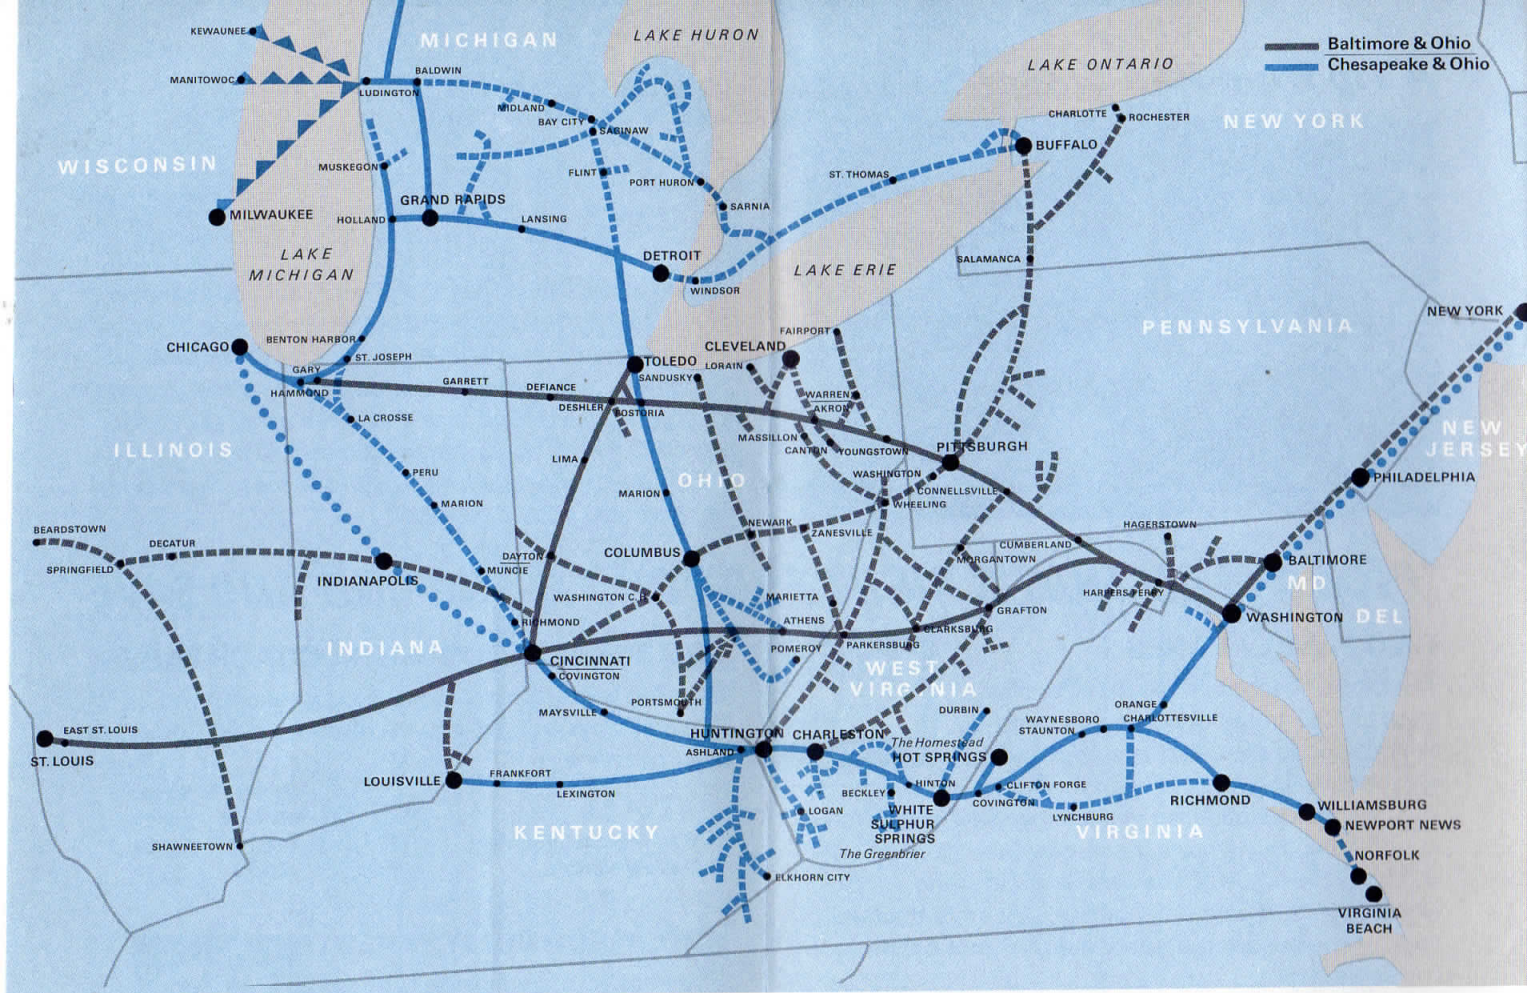 KEWAUNEE
MICHIGAN
LAKE HURON
Baltimore & Ohio
Chesapeake & Ohio
LAKE ONTARIO
MANITOWOC
BALDWIN
LUDINGTON
MIDLAND
BAY CITY
SAGINAW
CHARLOTTE
ROCHESTER
NEW YORK
BUFFALO
WISCONSIN
MUSKEGON
FLINT
PORT HURON
ST. THOMAS
GRAND RAPIDS
SARNIA
MILWAUKEE
HOLLAND
LANSING
LAKE
MICHIGAN
DETROIT
WINDSOR
LAKE ERIE
SALAMANCA
NEW YORK
PENNSYLVANIA
FAIRPORT
CHICAGO
BENTON HARBOR
ST. JOSEPH
CLEVELAND
GARY
HAMMOND
TOLEDO
SANDUSKY
LORAIN
GARRETT
DEFIANCE
DESHLER
FOSTORIA
WARREN
AKRON
LA CROSSE
MASSILLON
CANTON
YOUNGSTOWN
PITTSBURGH
NEW
JERSEY
ILLINOIS
LIMA
PERU
OHIO
WASHINGTON
CONNELLSVILLE
PHILADELPHIA
MARION
MARION
WHEELING
BEARDSTOWN
DECATUR
SPRINGFIELD
NEWARK
ZANESVILLE
HAGERSTOWN
CUMBERLAND
DAYTON
COLUMBUS
MORGANTOWN
BALTIMORE
INDIANAPOLIS
MUNCIE
MD
WASHINGTON C.H.
MARIETTA
HARPERS FERRY
GRAFTON
WASHINGTON
DEL
RICHMOND
ATHENS
CLARKSBURG
PARKERSBURG
INDIANA
CINCINNATI
COVINGTON
POMEROY
WEST
VIRGINIA
MAYSVILLE
PORTSMOUTH
DURBIN
ORANGE
CHARLOTTESVILLE
WAYNESBORO
STAUNTON
EAST ST. LOUIS
ST. LOUIS
HUNTINGTON
CHARLESTON
ASHLAND
The Homestead
HOT SPRINGS
LOUISVILLE
FRANKFORT
LEXINGTON
HINTON
BECKLEY
CLIFTON FORGE
COVINGTON
LYNCHBURG
RICHMOND
WILLIAMSBURG
NEWPORT NEWS
LOGAN
WHITE
SULPHUR
SPRINGS
The Greenbrier
KENTUCKY
VIRGINIA
SHAWNEETOWN
ELKHORN CITY
NORFOLK
VIRGINIA
BEACH